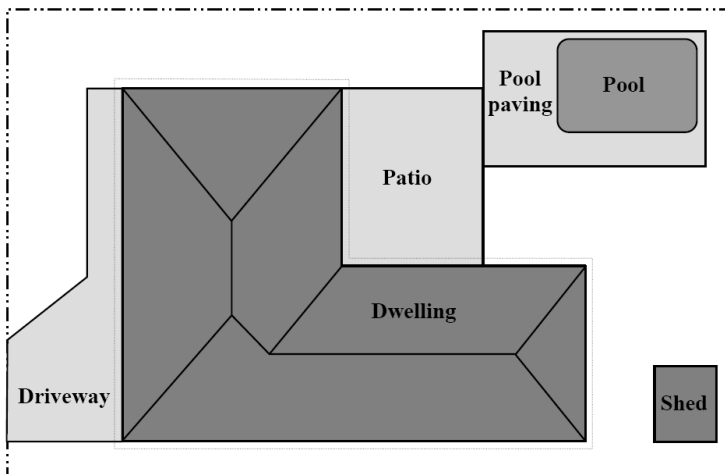 Pool
paving
Pool
Patio
Dwelling
Driveway
Shed